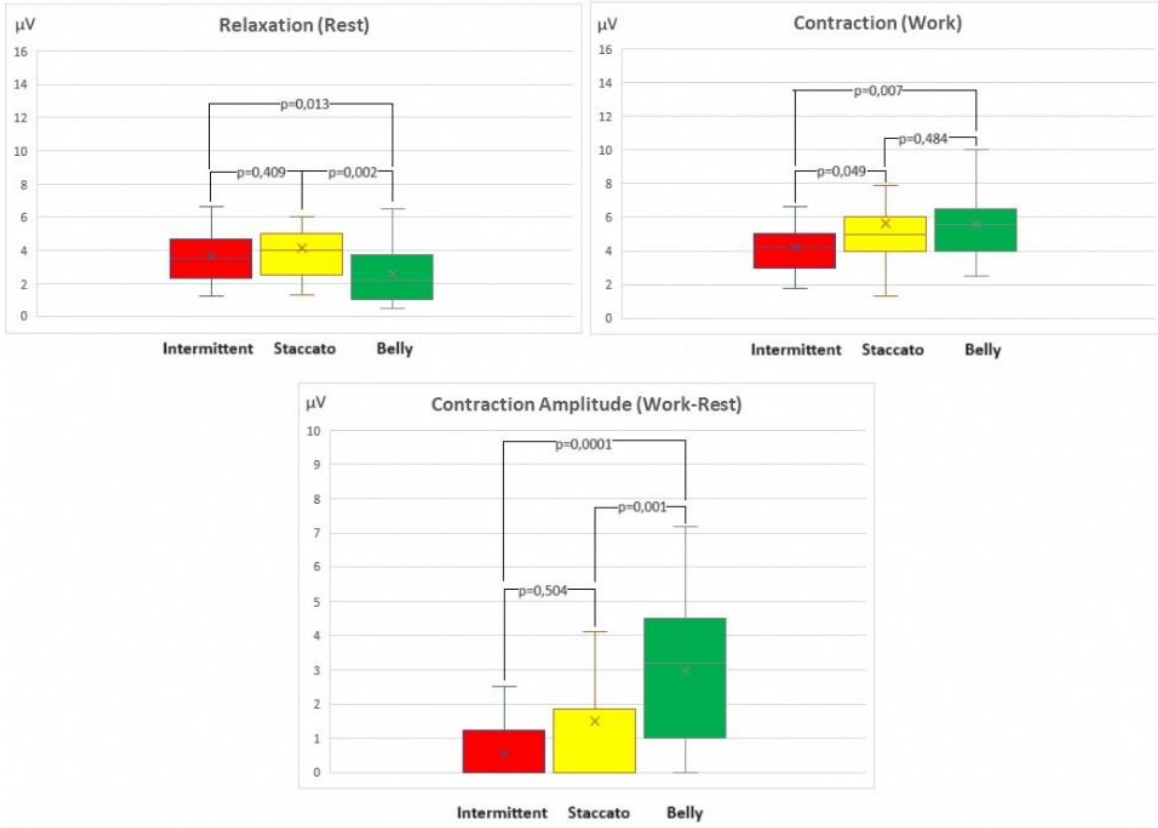 µV
Relaxation (Rest)
16
14
12
10
8
6
4
2
0
p=0,013
p=0,409
p=0,002
Intermittent Staccato Belly
µV
Contraction (Work)
16
14
12
10
8
6
4
2
0
p=0,007
p=0,484
p=0,049
Intermittent Staccato Belly
µV
Contraction Amplitude (Work-Rest)
10
9
8
7
6
5
4
3
2
1
0
p=0,0001
p=0,001
p=0,504
Intermittent Staccato Belly